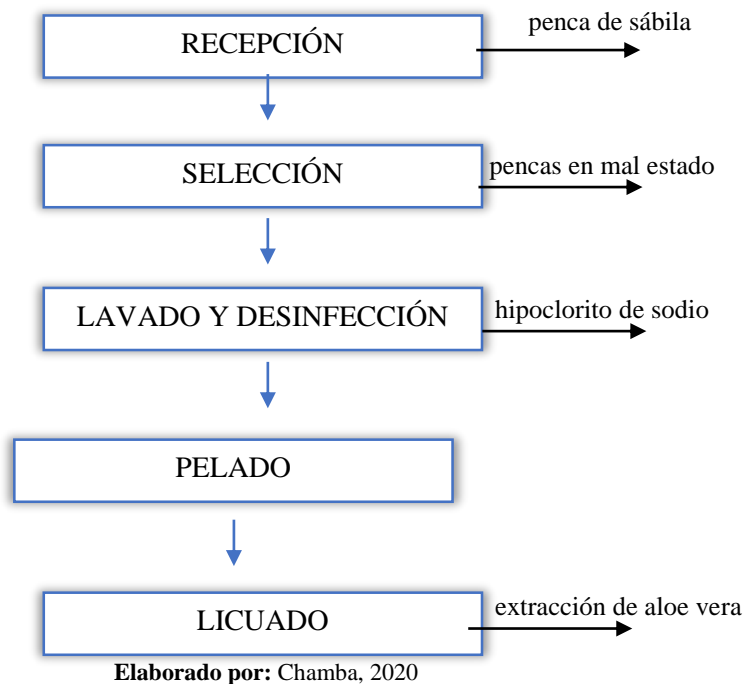 RECEPCIÓN
penca de sábila
SELECCIÓN
pencas en mal estado
LAVADO Y DESINFECCIÓN
hipoclorito de sodio
PELADO
LICUADO
extracción de aloe vera
Elaborado por: Chamba, 2020